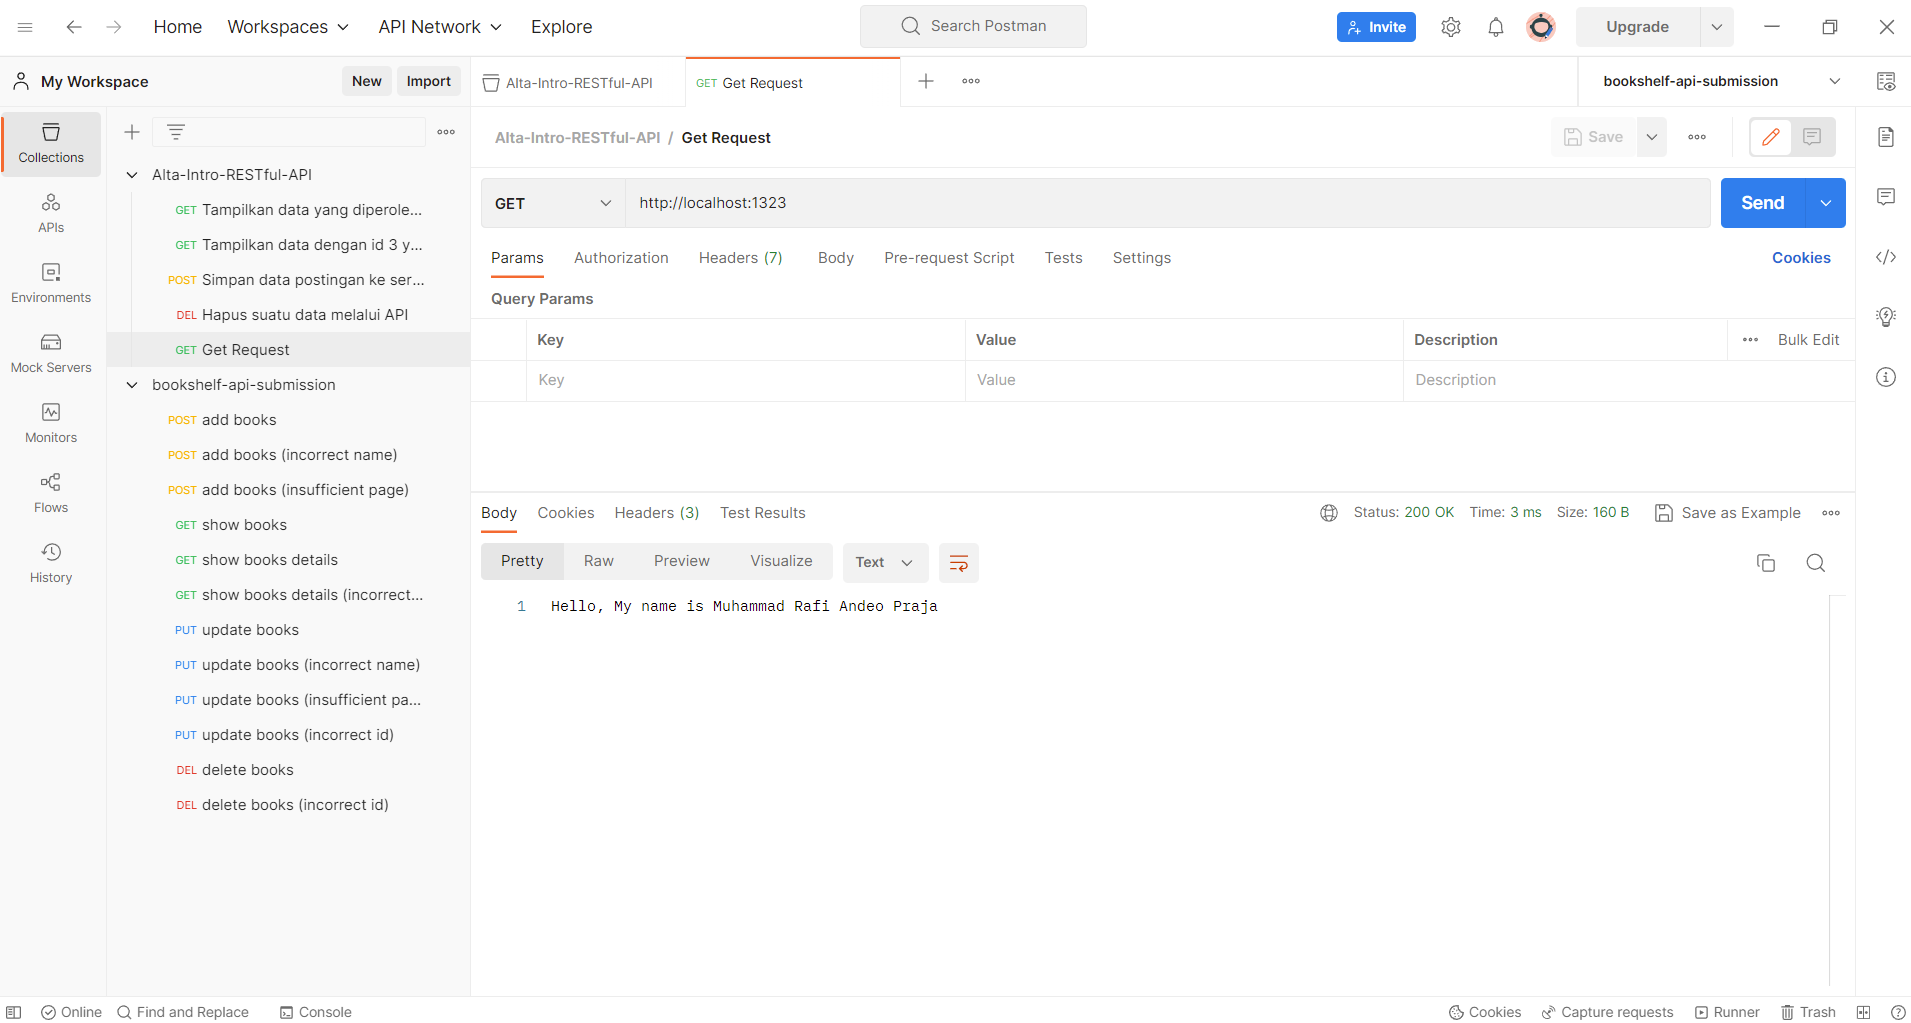 Home Workspaces API Network Explore Search Postman Invite Upgrade
My Workspace New Import Alta-Intro-RESTful-API GET Get Request bookshelf-api-submission
Collections
APIs
Environments
Mock Servers
Monitors
Flows
History
Alta-Intro-RESTful-API
GET Tampilkan data yang diperole...
GET Tampilkan data dengan id 3 y...
POST Simpan data postingan ke ser...
DEL Hapus suatu data melalui API
GET Get Request
bookshelf-api-submission
POST add books
POST add books (incorrect name)
POST add books (insufficient page)
GET show books
GET show books details
GET show books details (incorrect...
PUT update books
PUT update books (incorrect name)
PUT update books (insufficient pa...
PUT update books (incorrect id)
DEL delete books
DEL delete books (incorrect id)
Alta-Intro-RESTful-API / Get Request Save
GET http://localhost:1323 Send
Params Authorization Headers (7) Body Pre-request Script Tests Settings Cookies
Query Params
Key Value Description Bulk Edit
Key Value Description
Body Cookies Headers (3) Test Results Status: 200 OK Time: 3 ms Size: 160 B Save as Example
Pretty Raw Preview Visualize Text
1 Hello, My name is Muhammad Rafi Andeo Praja
Online Find and Replace Console Cookies Capture requests Runner Trash